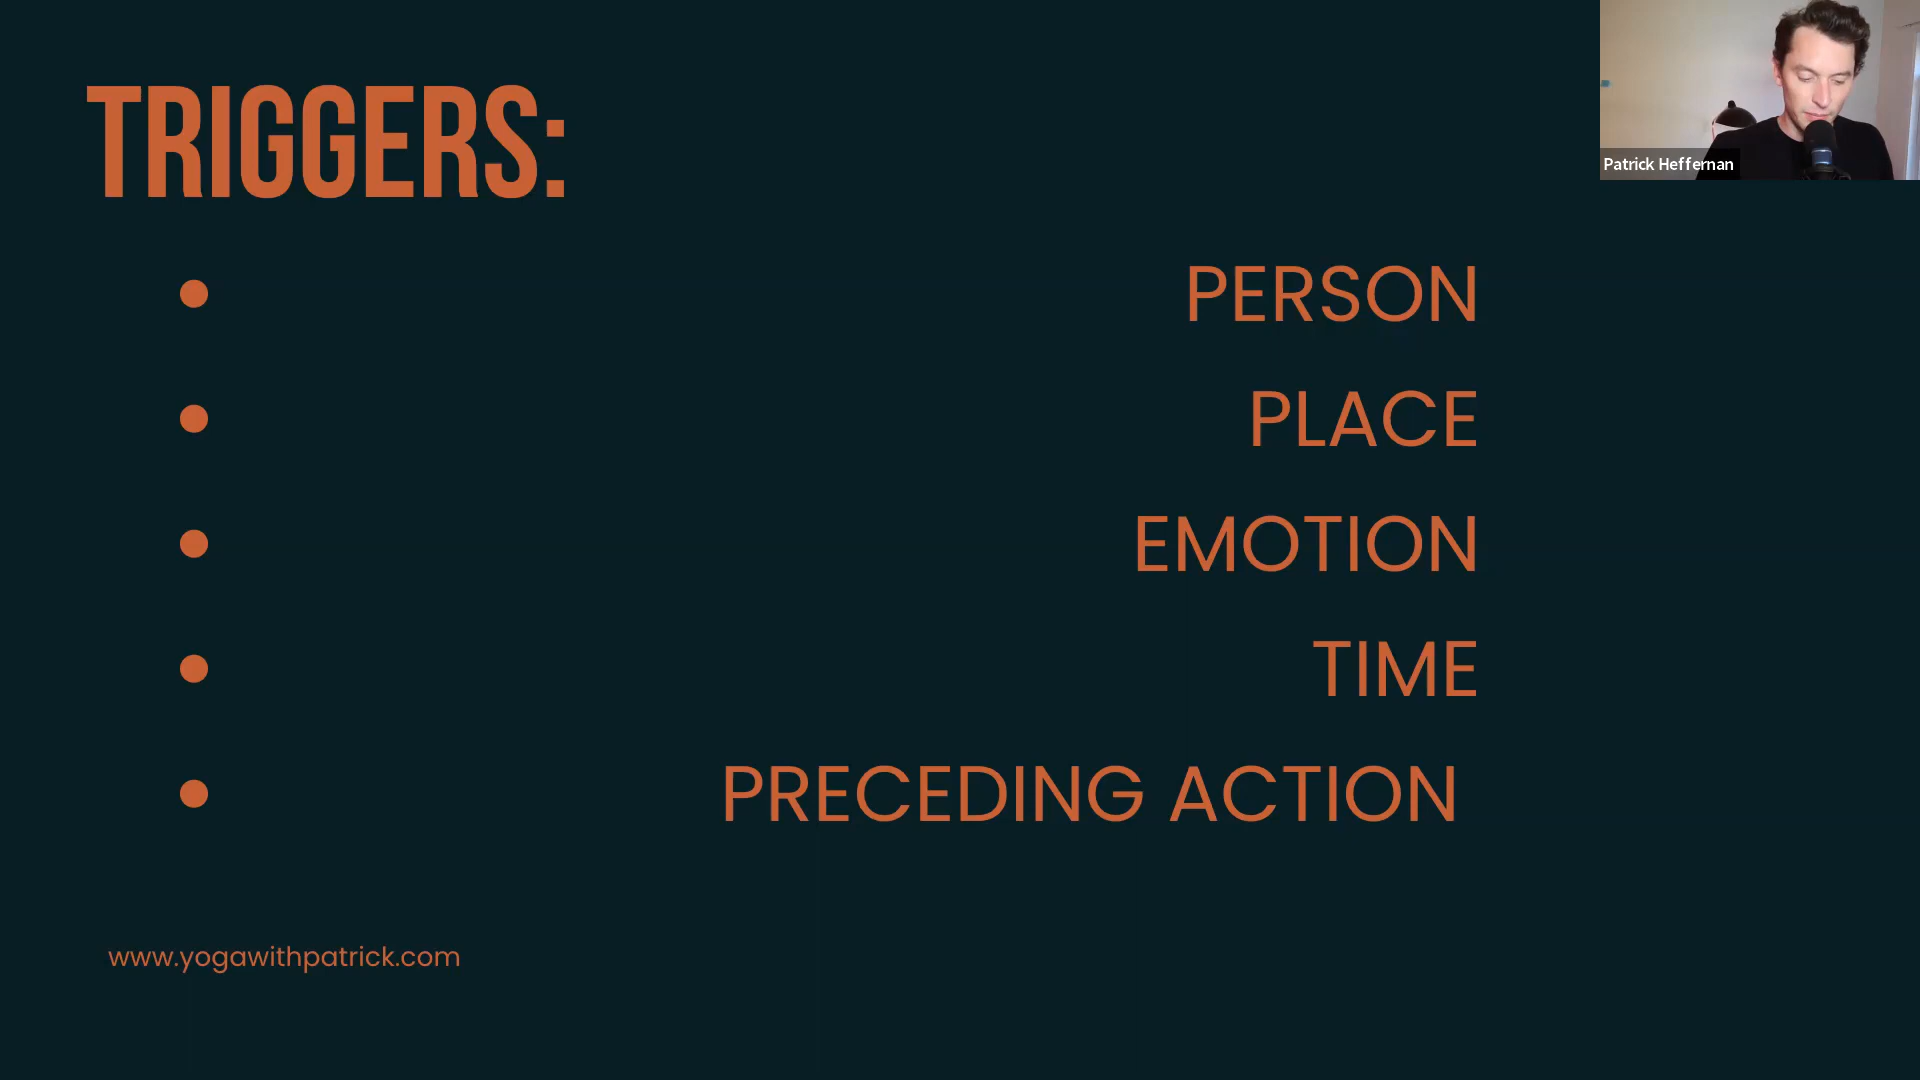 TRIGGERS:
Patrick Heffernan
• PERSON
• PLACE
• EMOTION
• TIME
• PRECEDING ACTION
www.yogawithpatrick.com